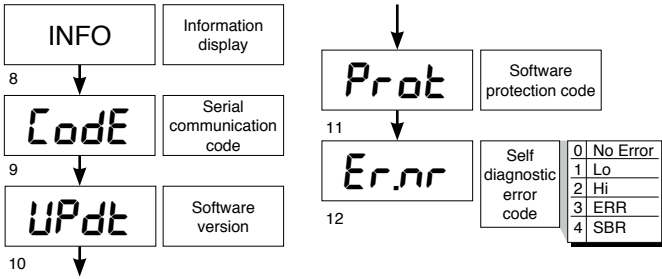 INFO
Information
display
8
CodE
Serial
communication
code
9
UPdt
Software
version
10
Prot
Software
protection code
11
Er.nr
Self
diagnostic
error
code
0 No Error
1 Lo
2 Hi
3 ERR
4 SBR
12